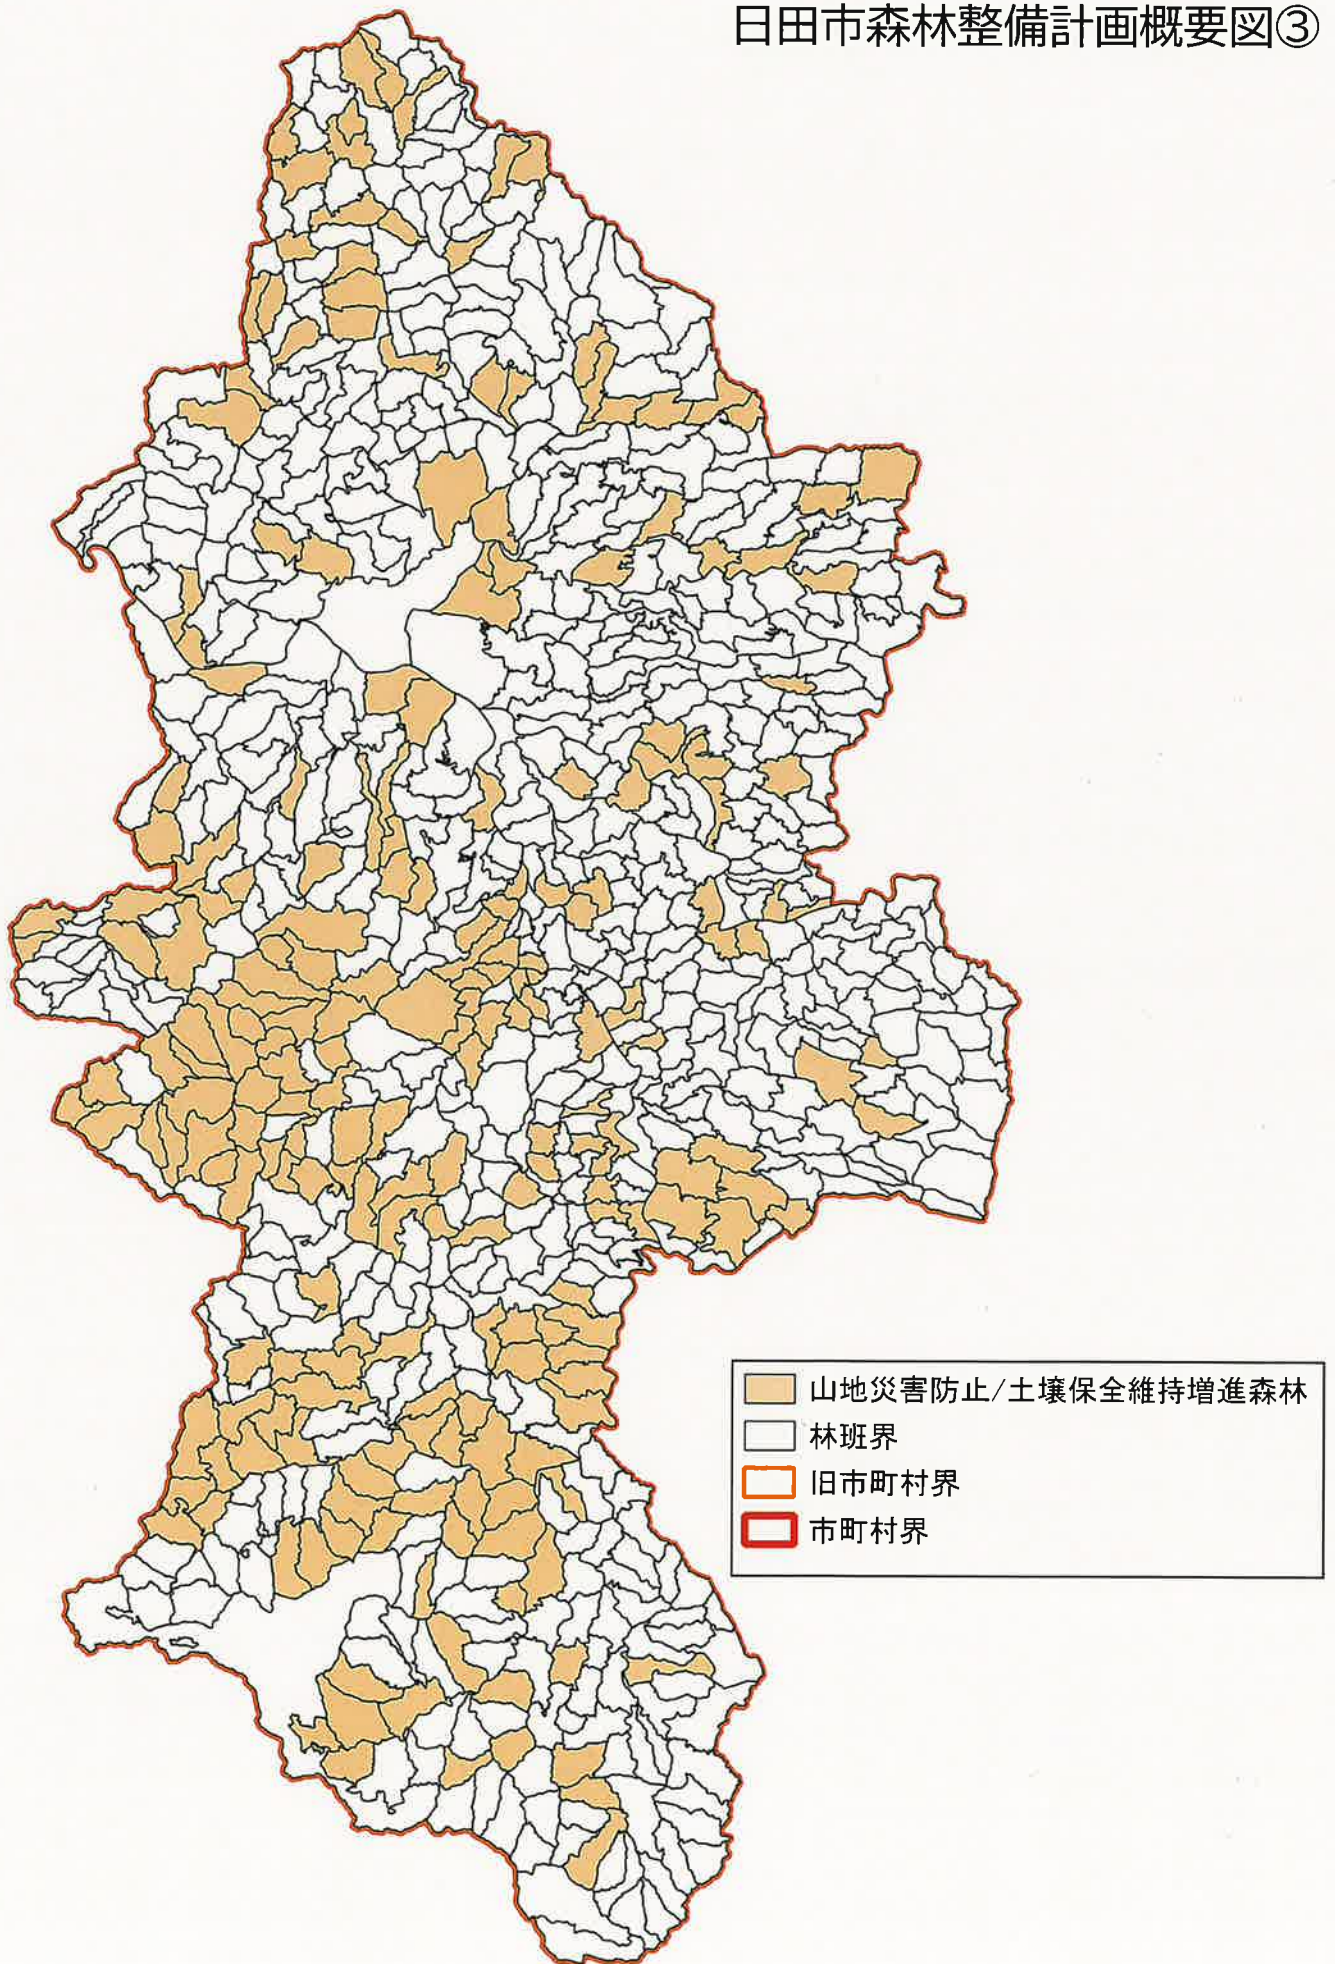 日田市森林整備計画概要図③
山地災害防止/土壌保全維持増進森林
林班界
旧市町村界
市町村界